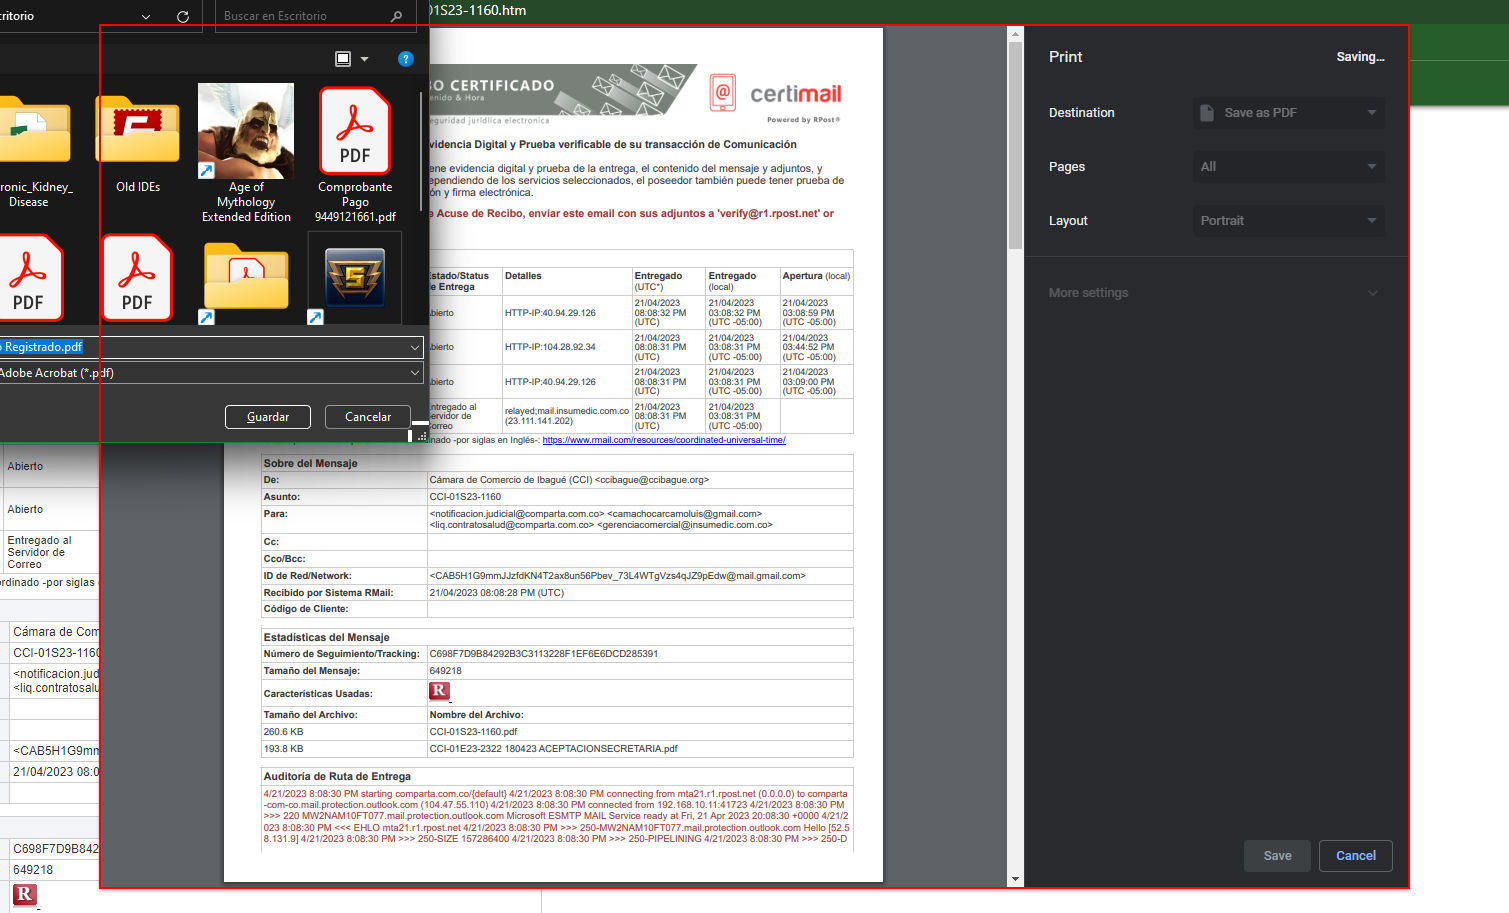 critorio
Buscar en Escritorio
01S23-1160.htm
ronic_Kidney_
Disease
Old IDEs
Age of
Mythology
Extended Edition
PDF
Comprobante
Pago
9449121661.pdf
PDF
PDF
o Registrado.pdf
Adobe Acrobat (*.pdf)
Guardar
Cancelar
BO CERTIFICADO
enido & Hora
eguridad jurídica electronica
certimail
Powered by RPost®
videncia Digital y Prueba verificable de su transacción de Comunicación
ene evidencia digital y prueba de la entrega, el contenido del mensaje y adjuntos, y
ependiendo de los servicios seleccionados, el poseedor también puede tener prueba de
ón y firma electrónica.
e Acuse de Recibo, enviar este email con sus adjuntos a 'verify@r1.rpost.net' or
Estado/Status
de Entrega
Detalles
Entregado
(UTC*)
Entregado
(local)
Apertura (local)
Abierto
HTTP-IP:40.94.29.126
21/04/2023
08:08:32 PM
(UTC)
21/04/2023
03:08:32 PM
(UTC -05:00)
21/04/2023
03:08:59 PM
(UTC -05:00)
Abierto
HTTP-IP:104.28.92.34
21/04/2023
08:08:31 PM
(UTC)
21/04/2023
03:08:31 PM
(UTC -05:00)
21/04/2023
03:44:52 PM
(UTC -05:00)
Abierto
HTTP-IP:40.94.29.126
21/04/2023
08:08:31 PM
(UTC)
21/04/2023
03:08:31 PM
(UTC -05:00)
21/04/2023
03:09:00 PM
(UTC -05:00)
Entregado al
Servidor de
Correo
relayed;mail.insumedic.com.co
(23.111.141.202)
21/04/2023
08:08:31 PM
(UTC)
21/04/2023
03:08:31 PM
(UTC -05:00)
inado -por siglas en Inglés-: https://www.rmail.com/resources/coordinated-universal-time/
Sobre del Mensaje
De: Cámara de Comercio de Ibagué (CCI) <ccibague@ccibague.org>
Asunto: CCI-01S23-1160
Para: <notificacion.judicial@comparta.com.co> <camachocarcamoluis@gmail.com>
<liq.contratosalud@comparta.com.co> <gerenciacomercial@insumedic.com.co>
Cc:
Cco/Bcc:
ID de Red/Network: <CAB5H1G9mmJJzfdKN4T2ax8un56Pbev_73L4WTgVzs4qJZ9pEdw@mail.gmail.com>
Recibido por Sistema RMail: 21/04/2023 08:08:28 PM (UTC)
Código de Cliente:
Estadísticas del Mensaje
Número de Seguimiento/Tracking: C698F7D9B84292B3C3113228F1EF6E6DCD285391
Tamaño del Mensaje: 649218
Características Usadas: R
Tamaño del Archivo: Nombre del Archivo:
260.6 KB CCI-01S23-1160.pdf
193.8 KB CCI-01E23-2322 180423 ACEPTACIONSECRETARIA.pdf
Auditoría de Ruta de Entrega
4/21/2023 8:08:30 PM starting comparta.com.co/{default} 4/21/2023 8:08:30 PM connecting from mta21.r1.rpost.net (0.0.0.0) to comparta
-com-co.mail.protection.outlook.com (104.47.55.110) 4/21/2023 8:08:30 PM connected from 192.168.10.11:41723 4/21/2023 8:08:30 PM
>>> 220 MW2NAM10FT077.mail.protection.outlook.com Microsoft ESMTP MAIL Service ready at Fri, 21 Apr 2023 20:08:30 +0000 4/21/2
023 8:08:30 PM <<< EHLO mta21.r1.rpost.net 4/21/2023 8:08:30 PM >>> 250-MW2NAM10FT077.mail.protection.outlook.com Hello [52.5
8.131.9] 4/21/2023 8:08:30 PM >>> 250-SIZE 157286400 4/21/2023 8:08:30 PM >>> 250-PIPELINING 4/21/2023 8:08:30 PM >>> 250-D
Print
Saving...
Destination
Save as PDF
Pages
All
Layout
Portrait
More settings
Save
Cancel
Abierto
Abierto
Entregado al
Servidor de
Correo
rdinado -por siglas
Cámara de Com
CCI-01S23-1160
<notificacion.jud
<liq.contratosalu
<CAB5H1G9mm
21/04/2023 08:0
C698F7D9B842
649218
R